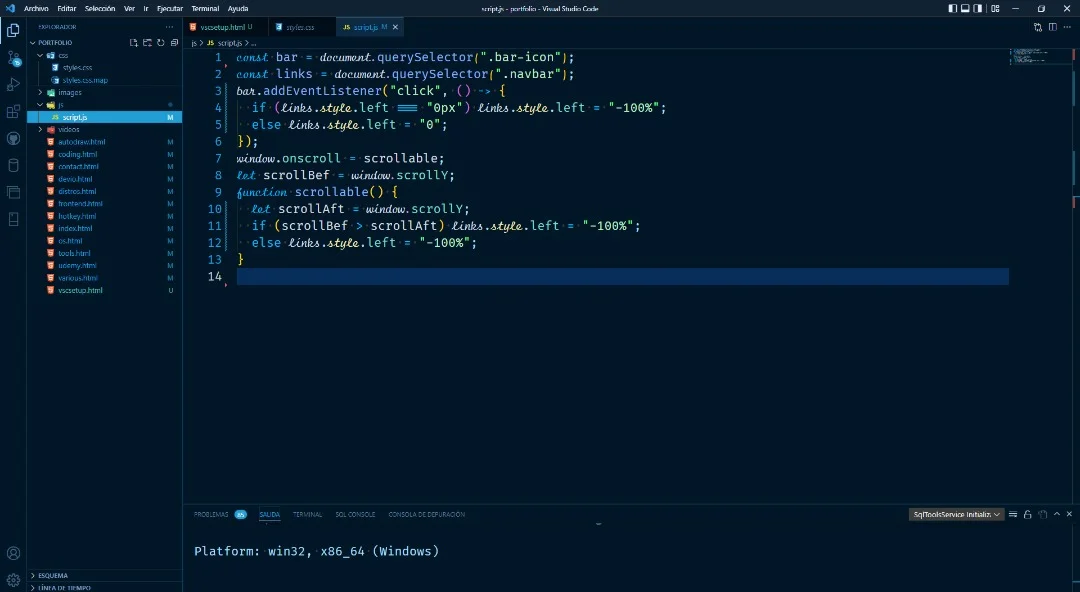 Archivo Editar Selección Ver Ir Ejecutar Terminal Ayuda
script.js - portfolio - Visual Studio Code
EXPLORADOR
PORTFOLIO
css
styles.css
styles.css.map
images
js
script.js M
videos
autodraw.html M
coding.html M
contact.html M
devio.html M
distros.html M
frontend.html M
hotkey.html M
index.html M
os.html M
tools.html M
udemy.html M
various.html M
vscsetup.html U
ESQUEMA
LÍNEA DE TIEMPO
vscsetup.html U
styles.css
JS script.js M
js > JS script.js > ...
1 const bar = document.querySelector(".bar-icon");
2 const links = document.querySelector(".navbar");
3 bar.addEventListener("click", () => {
4 if (links.style.left === "0px") links.style.left = "-100%";
5 else links.style.left = "0";
6 });
7 window.onscroll = scrollable;
8 let scrollBef = window.scrollY;
9 function scrollable() {
10 let scrollAft = window.scrollY;
11 if (scrollBef > scrollAft) links.style.left = "-100%";
12 else links.style.left = "-100%";
13 }
14
PROBLEMAS 65 SALIDA TERMINAL SQL CONSOLE CONSOLA DE DEPURACIÓN
SqlToolsService Initializ
Platform: win32, x86_64 (Windows)